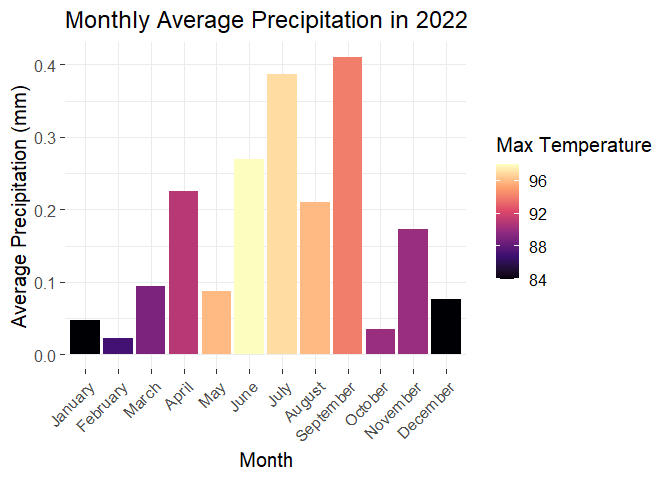 Monthly Average Precipitation in 2022
Average Precipitation (mm)
0.4
0.3
0.2
0.1
0.0
January
February
March
April
May
June
July
August
September
October
November
December
Month
Max Temperature
96
92
88
84